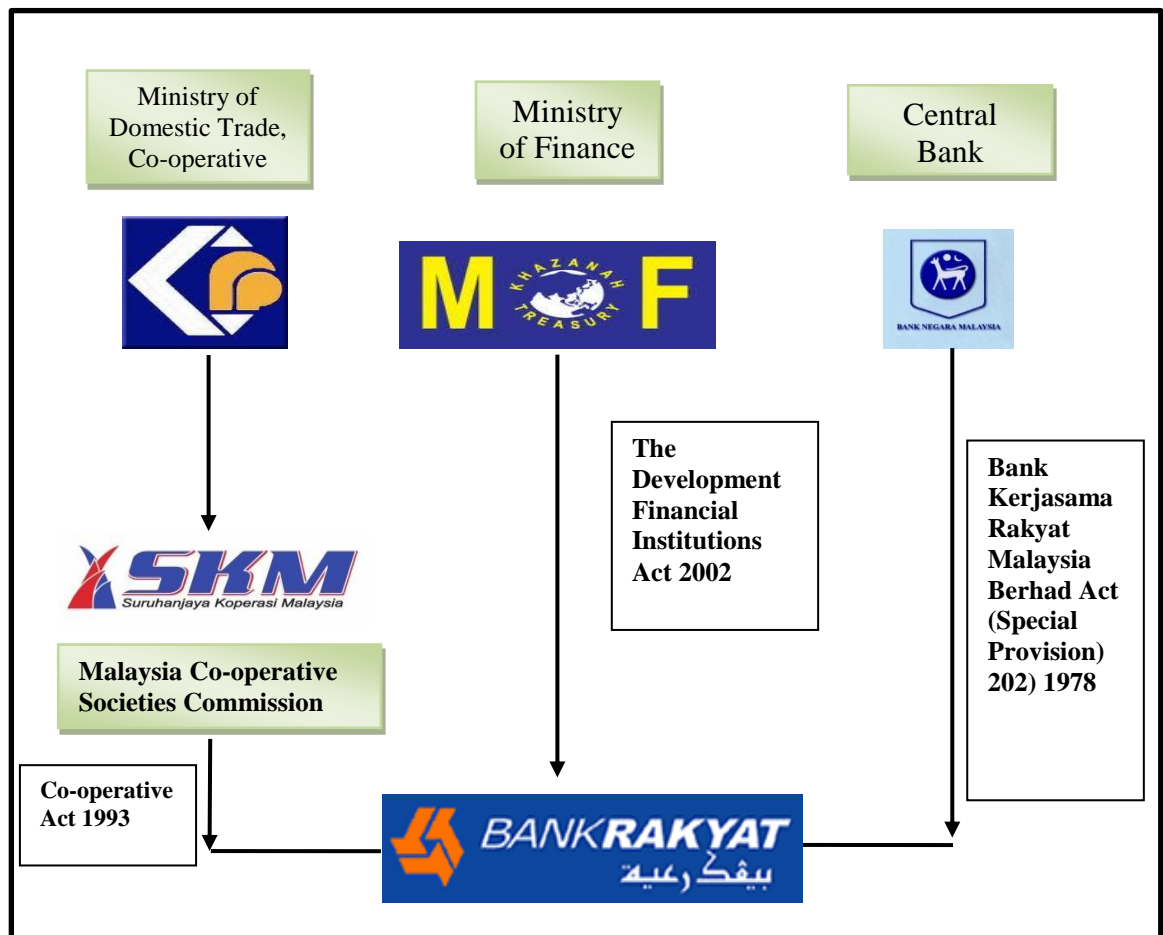 Ministry of
Domestic Trade,
Co-operative
Ministry
of Finance
Central
Bank
M KHAZANAH TREASURY F
BANK NEGARA MALAYSIA
The
Development
Financial
Institutions
Act 2002
Bank
Kerjasama
Rakyat
Malaysia
Berhad Act
(Special
Provision)
202) 1978
SKM
Suruhanjaya Koperasi Malaysia
Malaysia Co-operative
Societies Commission
Co-operative
Act 1993
BANKRAKYAT
بيڠک رعية